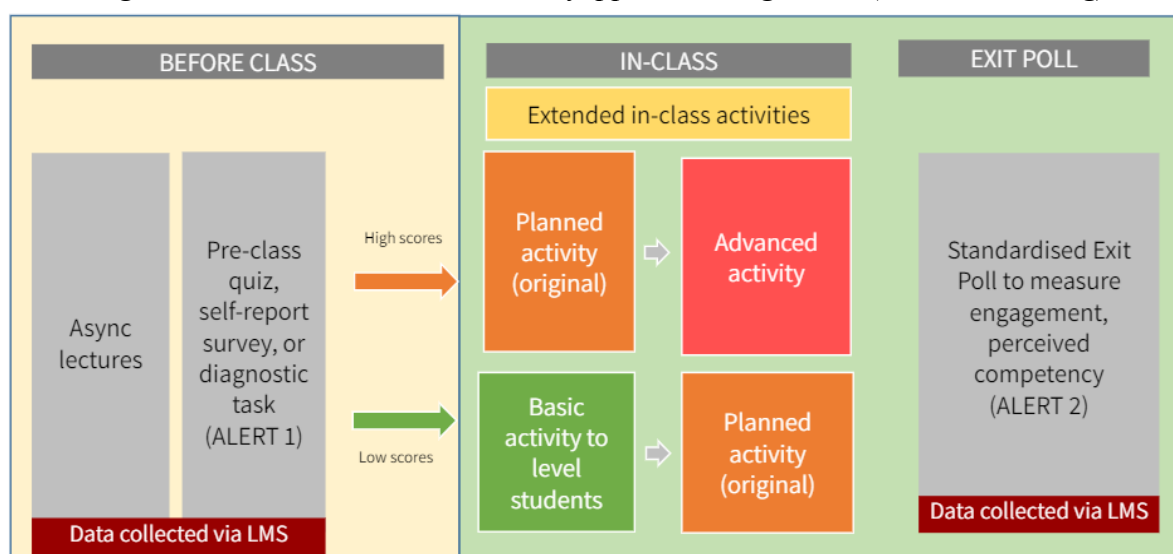 BEFORE CLASS
IN-CLASS
EXIT POLL
Extended in-class activities
Async
lectures
Pre-class
quiz,
self-report
survey, or
diagnostic
task
(ALERT 1)
Data collected via LMS
High scores
Low scores
Planned
activity
(original)
Advanced
activity
Basic
activity to
level
students
Planned
activity
(original)
Standardised Exit
Poll to measure
engagement,
perceived
competency
(ALERT 2)
Data collected via LMS